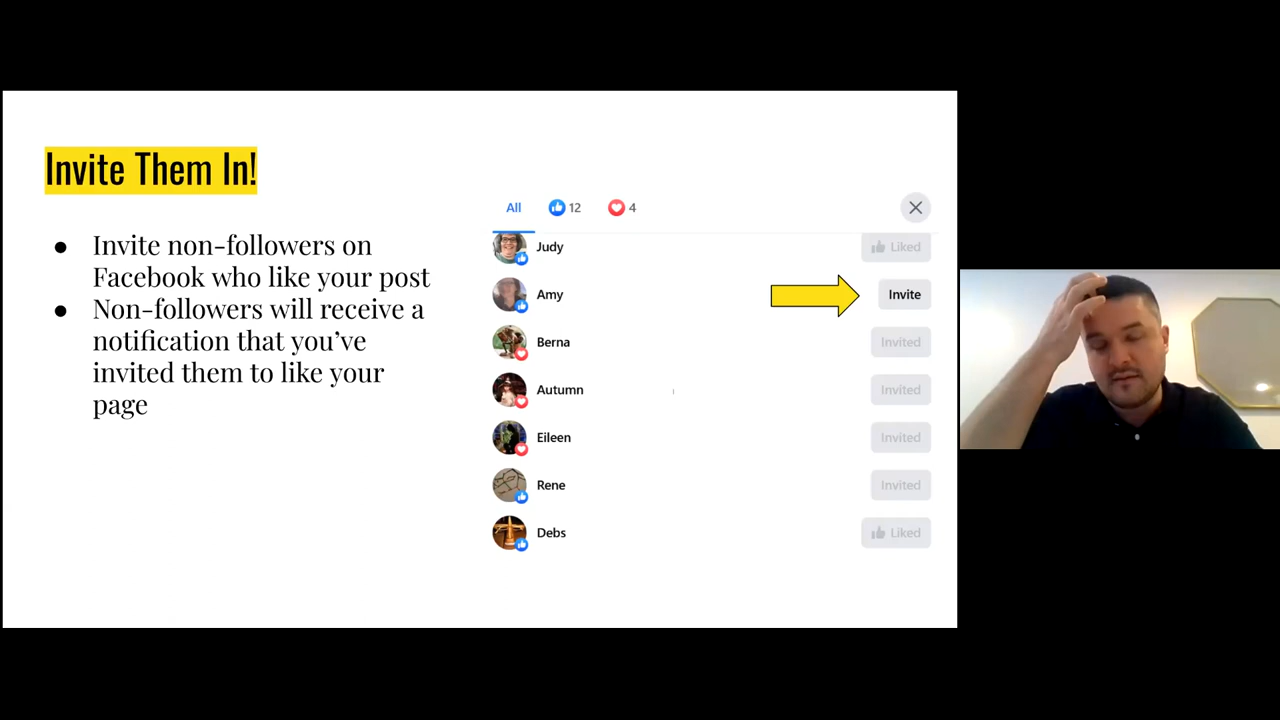 Invite Them In!
● Invite non-followers on
Facebook who like your post
● Non-followers will receive a
notification that you’ve
invited them to like your
page
All 12 4
Judy Liked
Amy Invite
Berna Invited
Autumn Invited
Eileen Invited
Rene Invited
Debs Liked